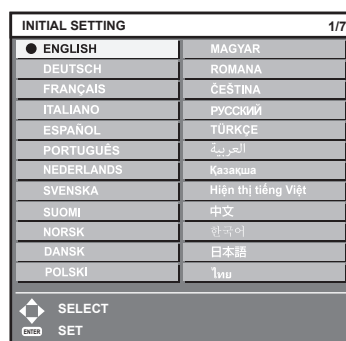 INITIAL SETTING 1/7
ENGLISH MAGYAR
DEUTSCH ROMANA
FRANÇAIS ČEŠTINA
ITALIANO РУССКИЙ
ESPAÑOL TÜRKÇE
PORTUGUÊS العربية
NEDERLANDS Қазақша
SVENSKA Hiện thị tiếng Việt
SUOMI 中文
NORSK 한국어
DANSK 日本語
POLSKI ไทย
SELECT
ENTER SET